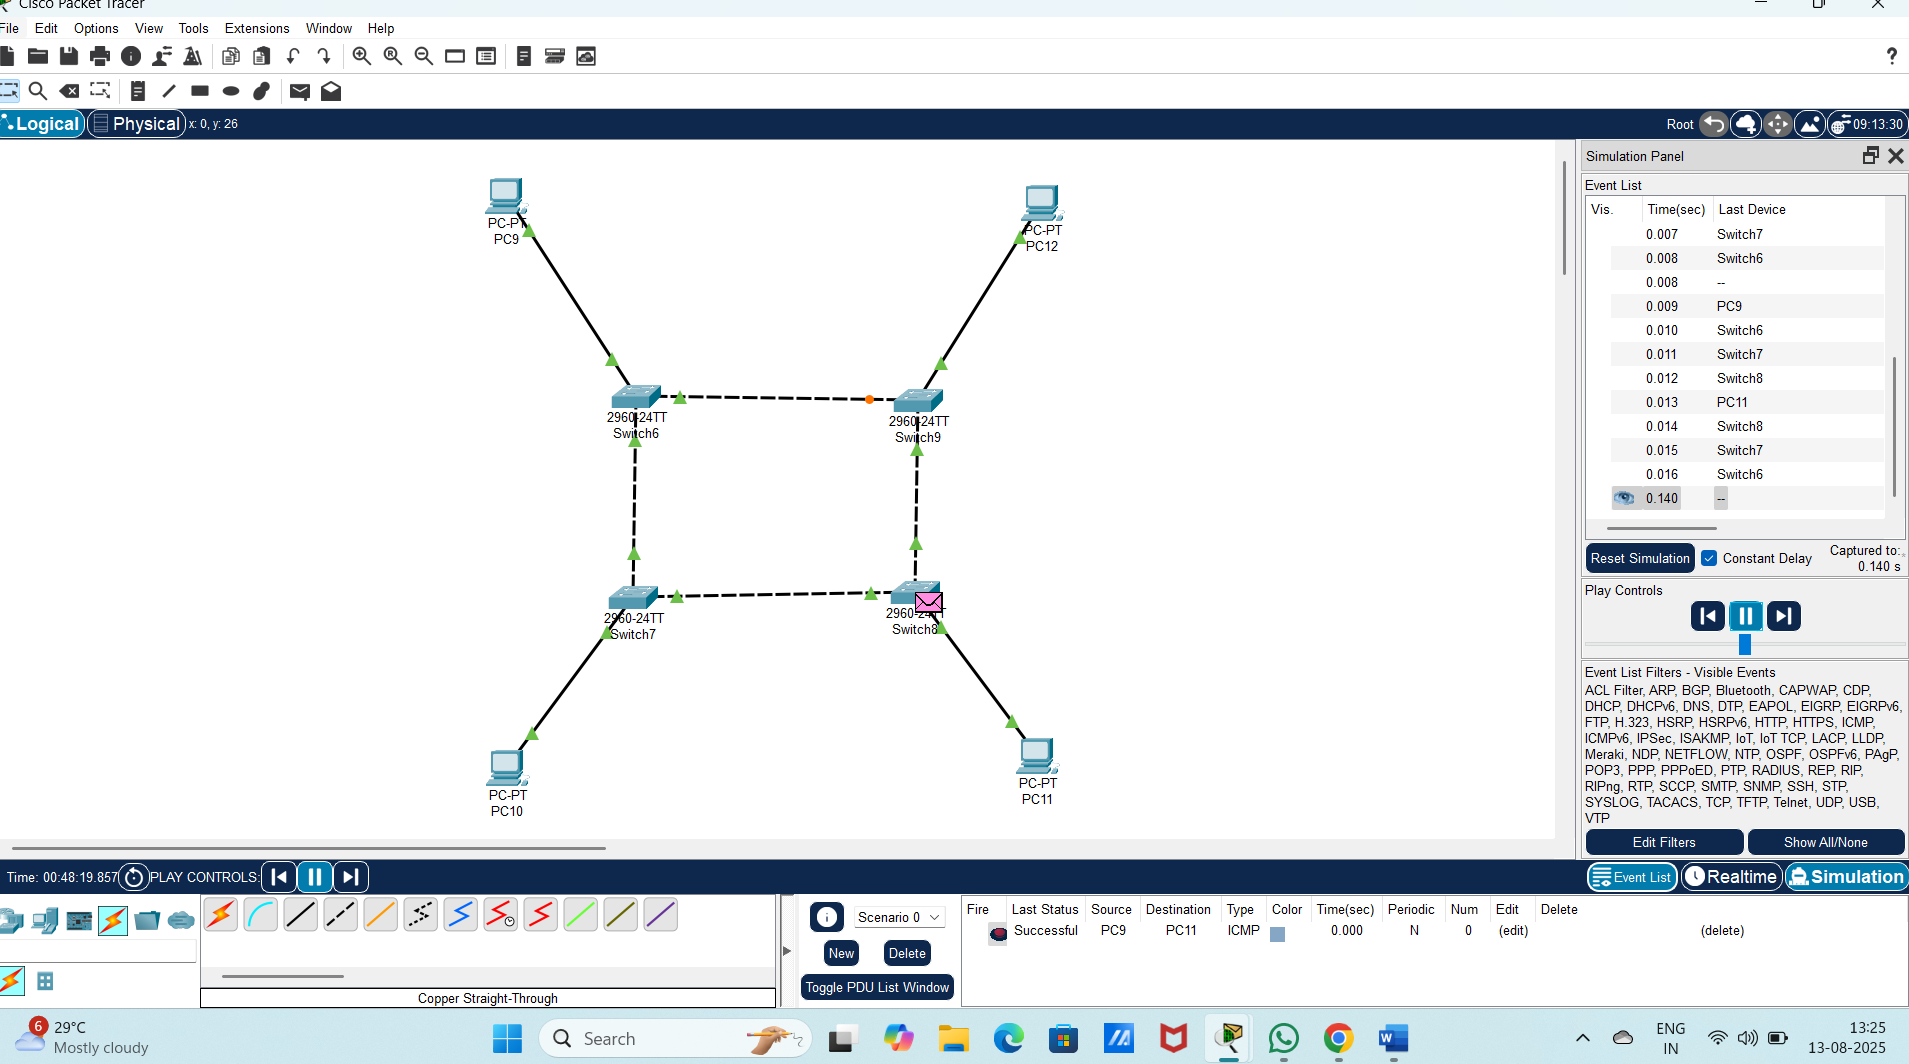 Cisco Packet Tracer
File Edit Options View Tools Extensions Window Help
Logical Physical x: 0, y: 26
Root 09:13:30
PC-PT
PC9
PC-PT
PC12
2960-24TT
Switch6
2960-24TT
Switch9
2960-24TT
Switch7
2960-24TT
Switch8
PC-PT
PC10
PC-PT
PC11
Simulation Panel
Event List
Vis. Time(sec) Last Device
0.007 Switch7
0.008 Switch6
0.008 --
0.009 PC9
0.010 Switch6
0.011 Switch7
0.012 Switch8
0.013 PC11
0.014 Switch8
0.015 Switch7
0.016 Switch6
0.140 --
Reset Simulation Constant Delay Captured to:
0.140 s
Play Controls
Event List Filters - Visible Events
ACL Filter, ARP, BGP, Bluetooth, CAPWAP, CDP,
DHCP, DHCPv6, DNS, DTP, EAPOL, EIGRP, EIGRPv6,
FTP, H.323, HSRP, HSRPv6, HTTP, HTTPS, ICMP,
ICMPv6, IPSec, ISAKMP, IoT, IoT TCP, LACP, LLDP,
Meraki, NDP, NETFLOW, NTP, OSPF, OSPFv6, PAgP,
POP3, PPP, PPPoED, PTP, RADIUS, REP, RIP,
RIPng, RTP, SCCP, SMTP, SNMP, SSH, STP,
SYSLOG, TACACS, TCP, TFTP, Telnet, UDP, USB,
VTP
Edit Filters Show All/None
Time: 00:48:19.857 PLAY CONTROLS:
Event List Realtime Simulation
Scenario 0
New Delete
Toggle PDU List Window
Fire Last Status Source Destination Type Color Time(sec) Periodic Num Edit Delete
Successful PC9 PC11 ICMP 0.000 N 0 (edit) (delete)
Copper Straight-Through
6
29°C
Mostly cloudy
Search
ENG
IN
13:25
13-08-2025